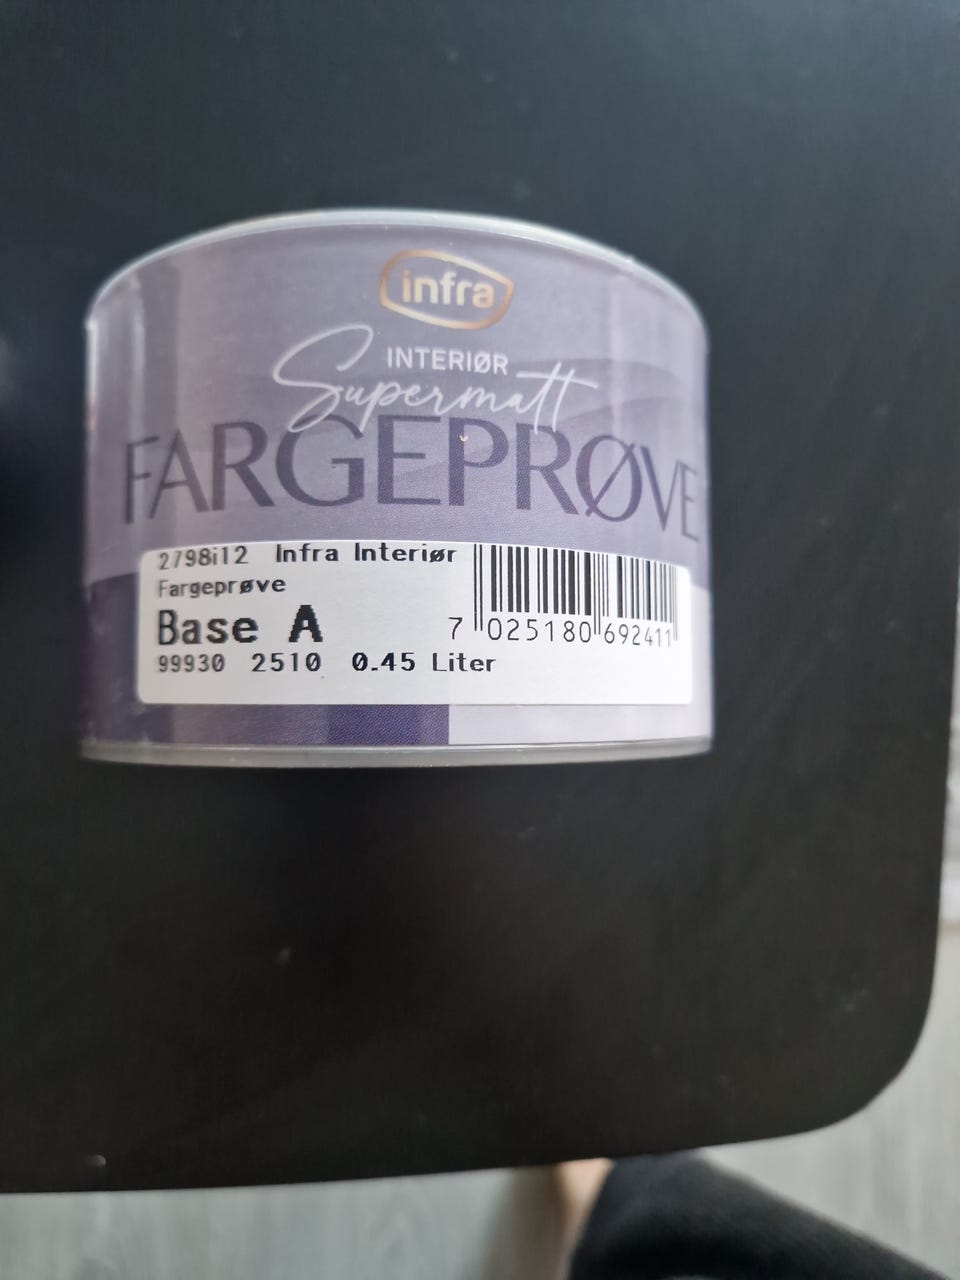 infra
INTERIØR
Supermatt
FARGEPRØVE
2798i12 Infra Interiør
Fargeprøve
Base A
99930 2510 0.45 Liter
7 025180 692411